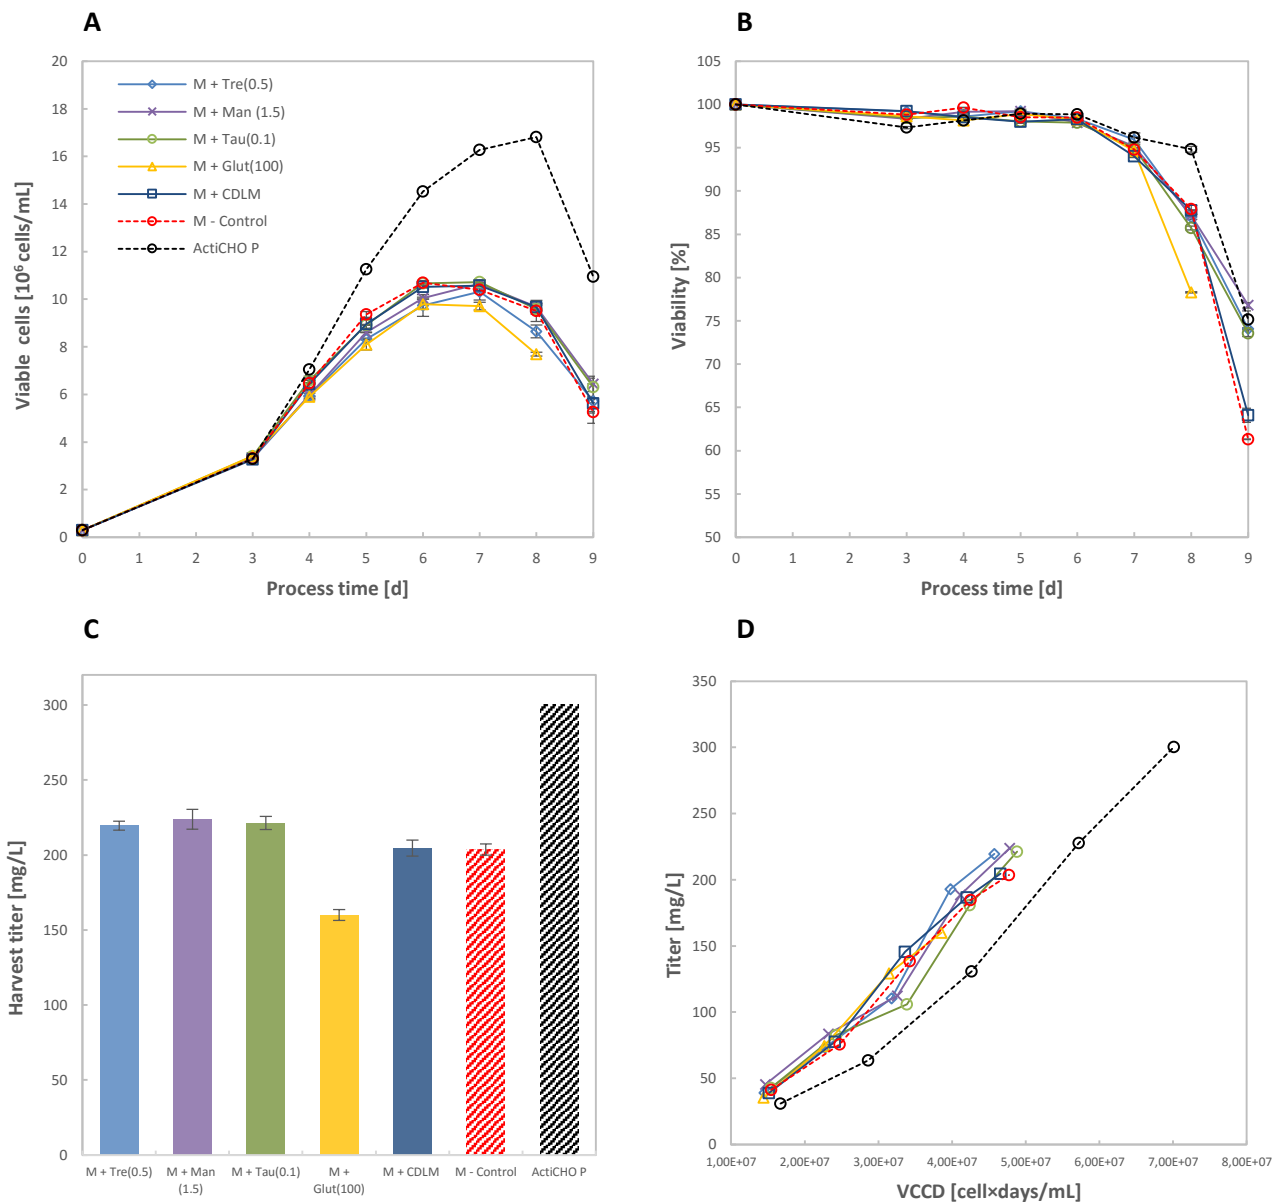 A
20
18
16
14
12
10
8
6
4
2
0
0 1 2 3 4 5 6 7 8 9
Viable cells [10⁶ cells/mL]
Process time [d]
M + Tre(0.5)
M + Man (1.5)
M + Tau(0.1)
M + Glut(100)
M + CDLM
M - Control
ActiCHO P
B
105
100
95
90
85
80
75
70
65
60
55
50
0 1 2 3 4 5 6 7 8 9
Viability [%]
Process time [d]
C
300
250
200
150
100
50
0
Harvest titer [mg/L]
M + Tre(0.5) M + Man (1.5) M + Tau(0.1) M + Glut(100) M + CDLM M - Control ActiCHO P
D
350
300
250
200
150
100
50
0
Titer [mg/L]
1,00E+07 2,00E+07 3,00E+07 4,00E+07 5,00E+07 6,00E+07 7,00E+07 8,00E+07
VCCD [cell×days/mL]